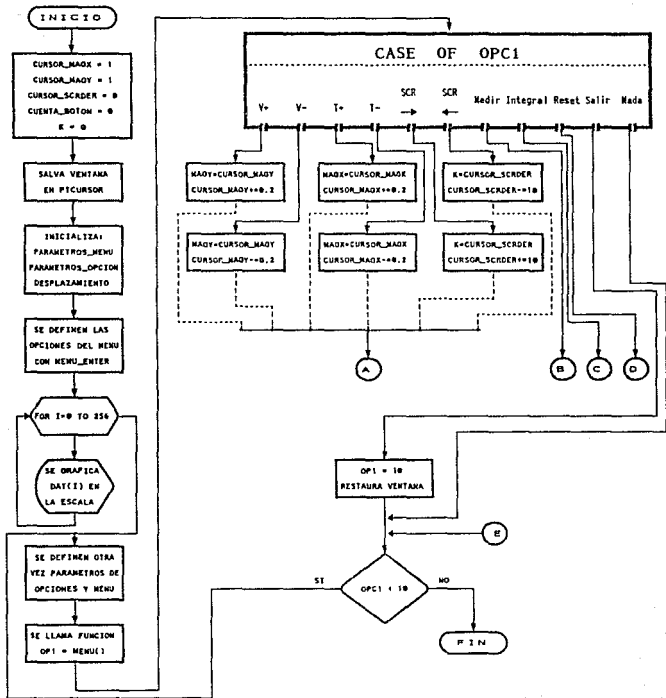 INICIO
CURSOR_MAGX = 1
CURSOR_MAGY = 1
CURSOR_SCRDER = 0
CUENTA_BOTON = 0
K = 0
SALVA VENTANA
EN PTCURSOR
INICIALIZA:
PARAMETROS_MENU
PARAMETROS_OPCION
DESPLAZAMIENTO
SE DEFINEN LAS
OPCIONES DEL MENU
CON MENU_ENTER
FOR I=0 TO 256
SE GRAFICA
DAT(I) EN
LA ESCALA
SE DEFINEN OTRA
VEZ PARAMETROS DE
OPCIONES Y MENU
SE LLAMA FUNCION
OP1 = MENU()
CASE OF OPC1
V+
V-
T+
T-
SCR
→
SCR
←
Medir
Integral
Reset
Salir
Nada
MAGY=CURSOR_MAGY
CURSOR_MAGY+=0.2
MAGX=CURSOR_MAGX
CURSOR_MAGX+=0.2
K=CURSOR_SCRDER
CURSOR_SCRDER-=10
MAGY=CURSOR_MAGY
CURSOR_MAGY-=0.2
MAGX=CURSOR_MAGX
CURSOR_MAGX-=0.2
K=CURSOR_SCRDER
CURSOR_SCRDER+=10
A
B
C
D
OP1 = 10
RESTAURA VENTANA
E
SI
OPC1 < 10
NO
FIN